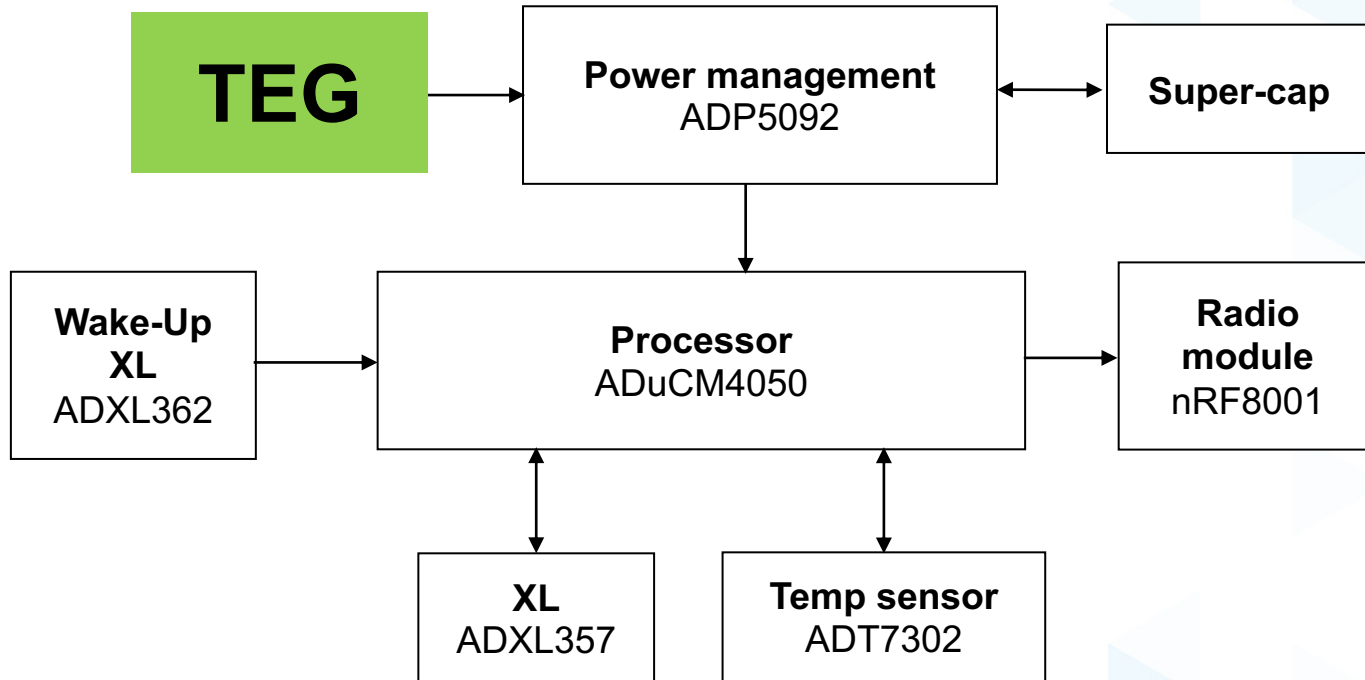 TEG
Power management
ADP5092
Super-cap
Wake-Up
XL
ADXL362
Processor
ADuCM4050
Radio
module
nRF8001
XL
ADXL357
Temp sensor
ADT7302